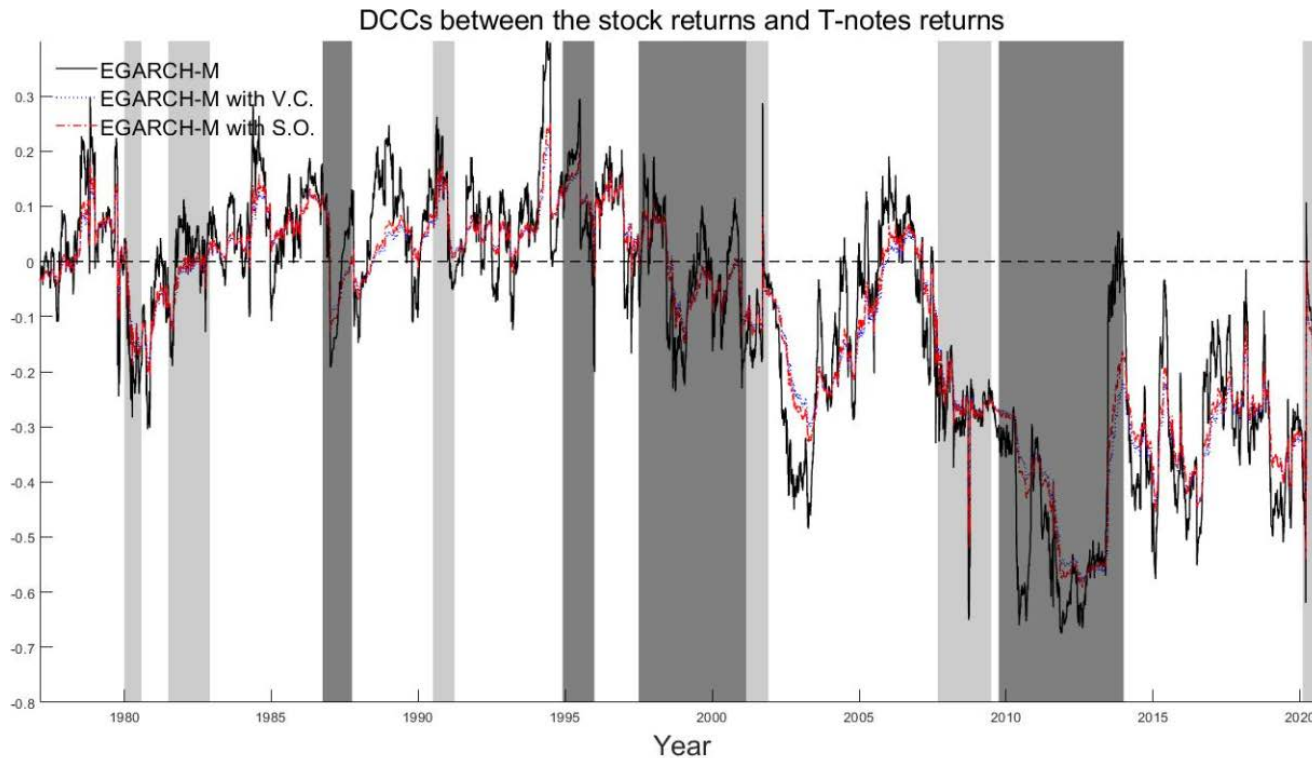 DCCs between the stock returns and T-notes returns
EGARCH-M
EGARCH-M with V.C.
EGARCH-M with S.O.
0.3
0.2
0.1
0
-0.1
-0.2
-0.3
-0.4
-0.5
-0.6
-0.7
-0.8
1980 1985 1990 1995 2000 2005 2010 2015 2020
Year